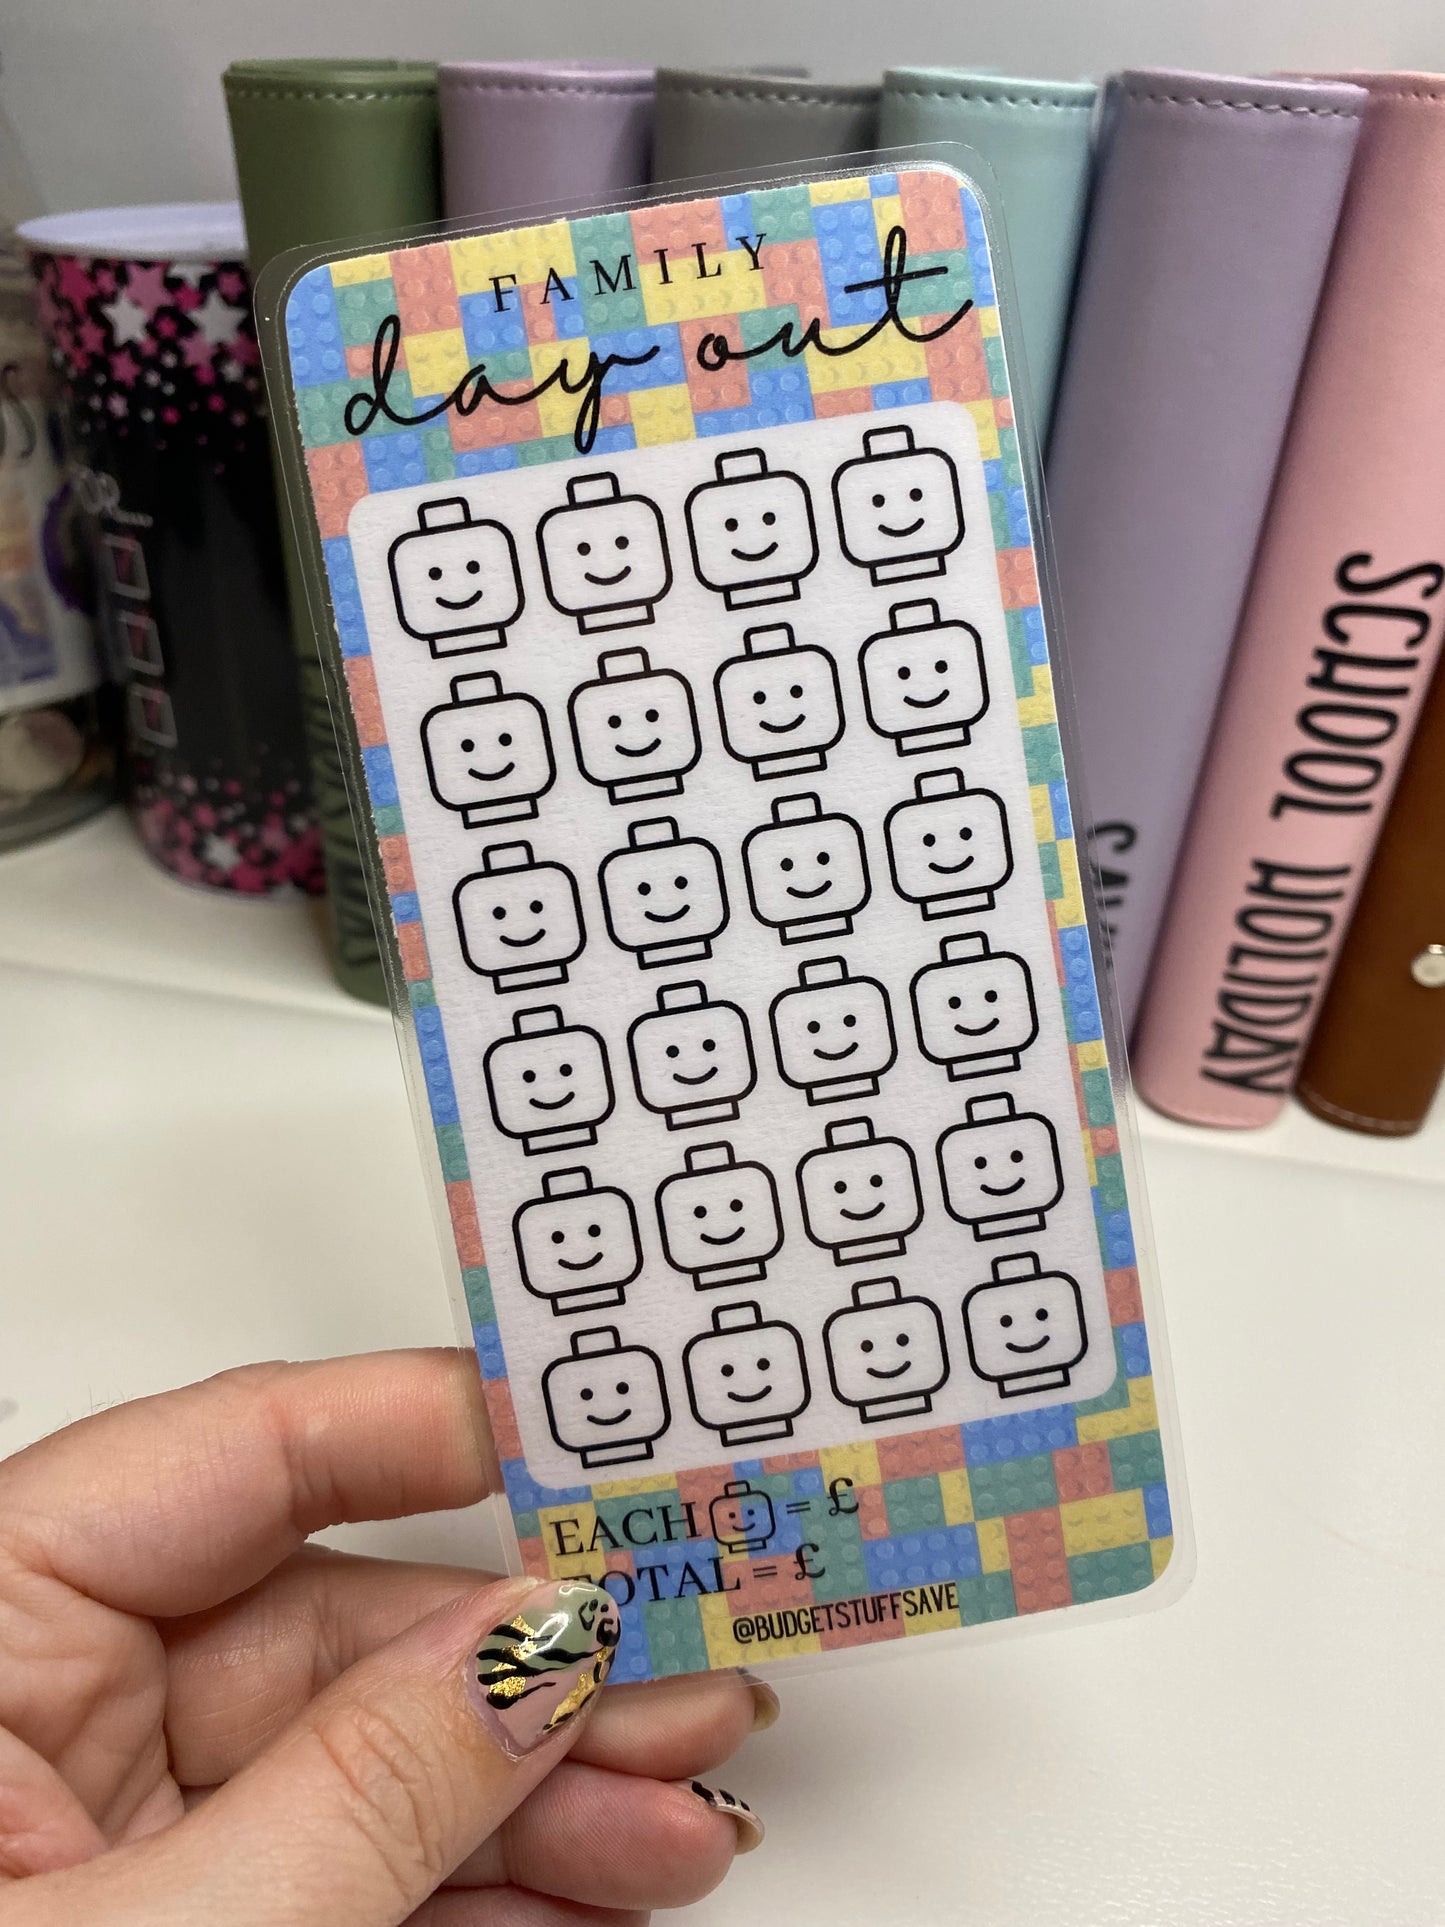 FAMILY
day out
EACH = £
TOTAL = £
@BUDGETSTUFFSAVE
SCHOOL HOLIDAY